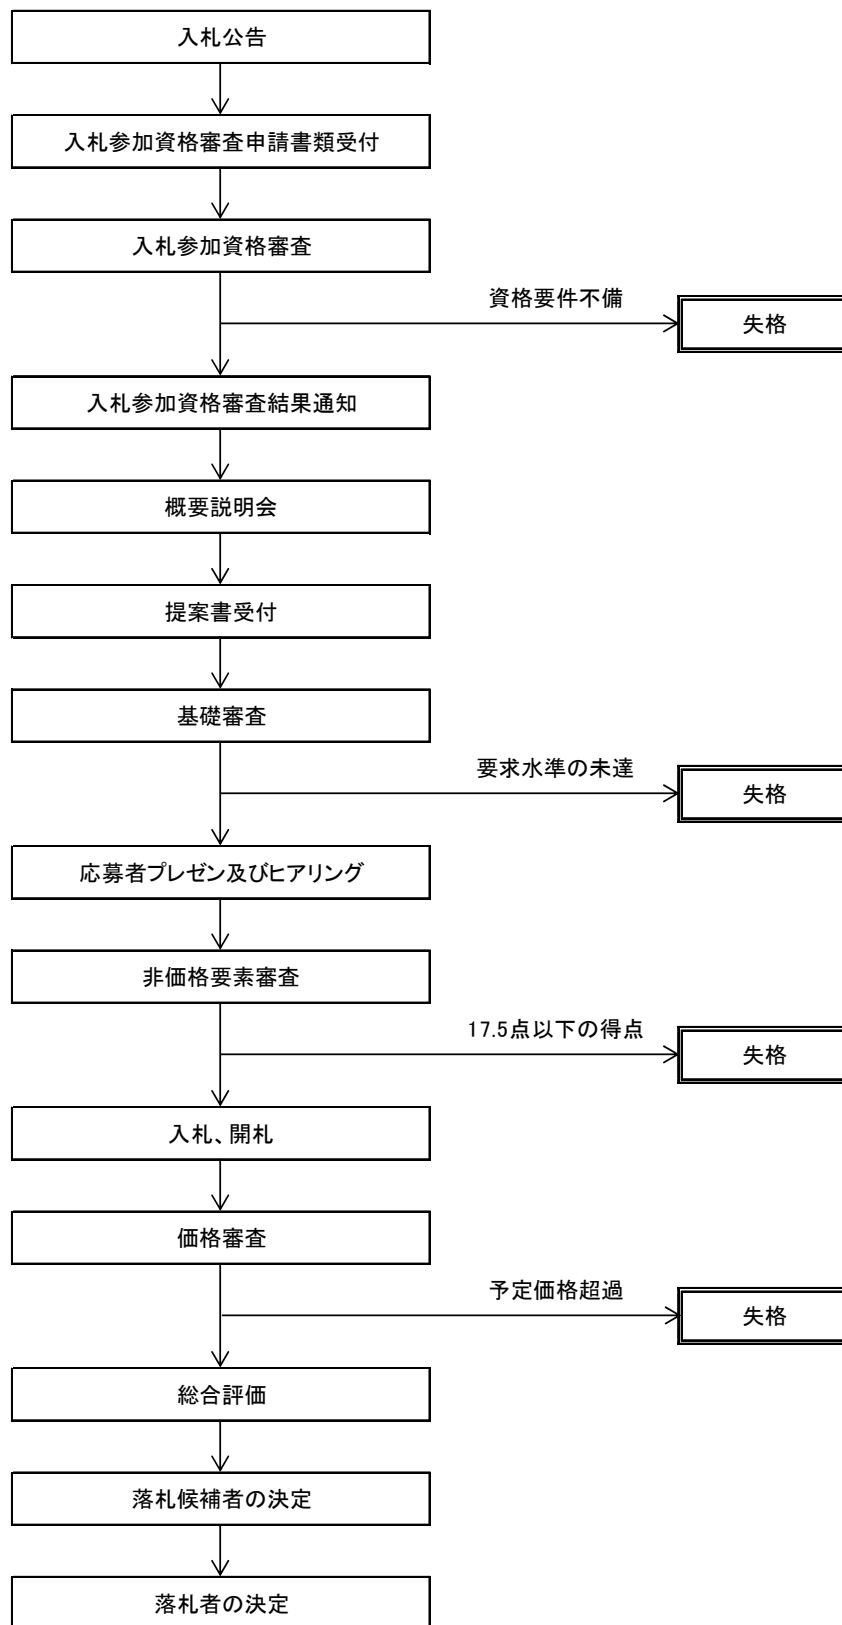 入札公告
入札参加資格審査申請書類受付
入札参加資格審査
資格要件不備
失格
入札参加資格審査結果通知
概要説明会
提案書受付
基礎審査
要求水準の未達
失格
応募者プレゼン及びヒアリング
非価格要素審査
17.5点以下の得点
失格
入札、開札
価格審査
予定価格超過
失格
総合評価
落札候補者の決定
落札者の決定